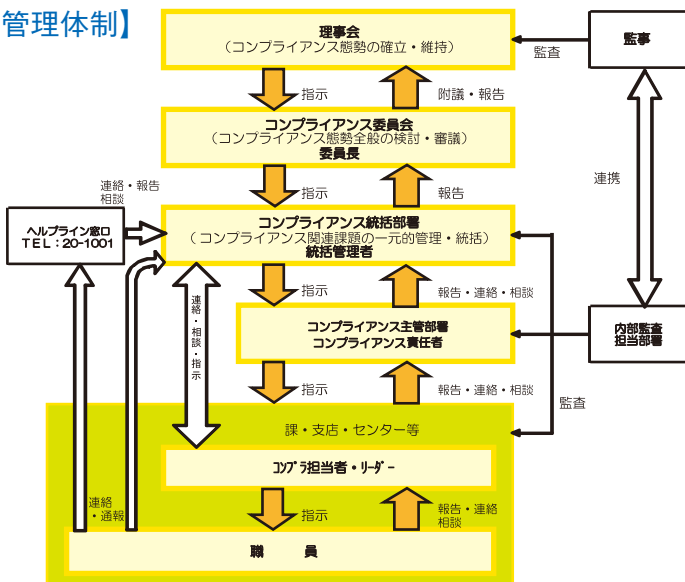 管理体制】
理事会
（コンプライアンス態勢の確立・維持）
監事
監査
指示
附議・報告
コンプライアンス委員会
（コンプライアンス態勢全般の検討・審議）
委員長
連携
連絡・報告
相談
指示
報告
ヘルプライン窓口
TEL：20-1001
コンプライアンス統括部署
（コンプライアンス関連課題の一元的管理・統括）
統括管理者
連絡・相談・指示
指示
報告・連絡・相談
コンプライアンス主管部署
コンプライアンス責任者
内部監査
担当部署
指示
報告・連絡・相談
監査
課・支店・センター等
ｺﾝﾌﾟﾗ担当者・ﾘｰﾀﾞｰ
連絡
・通報
指示
報告・連絡
相談
職　員